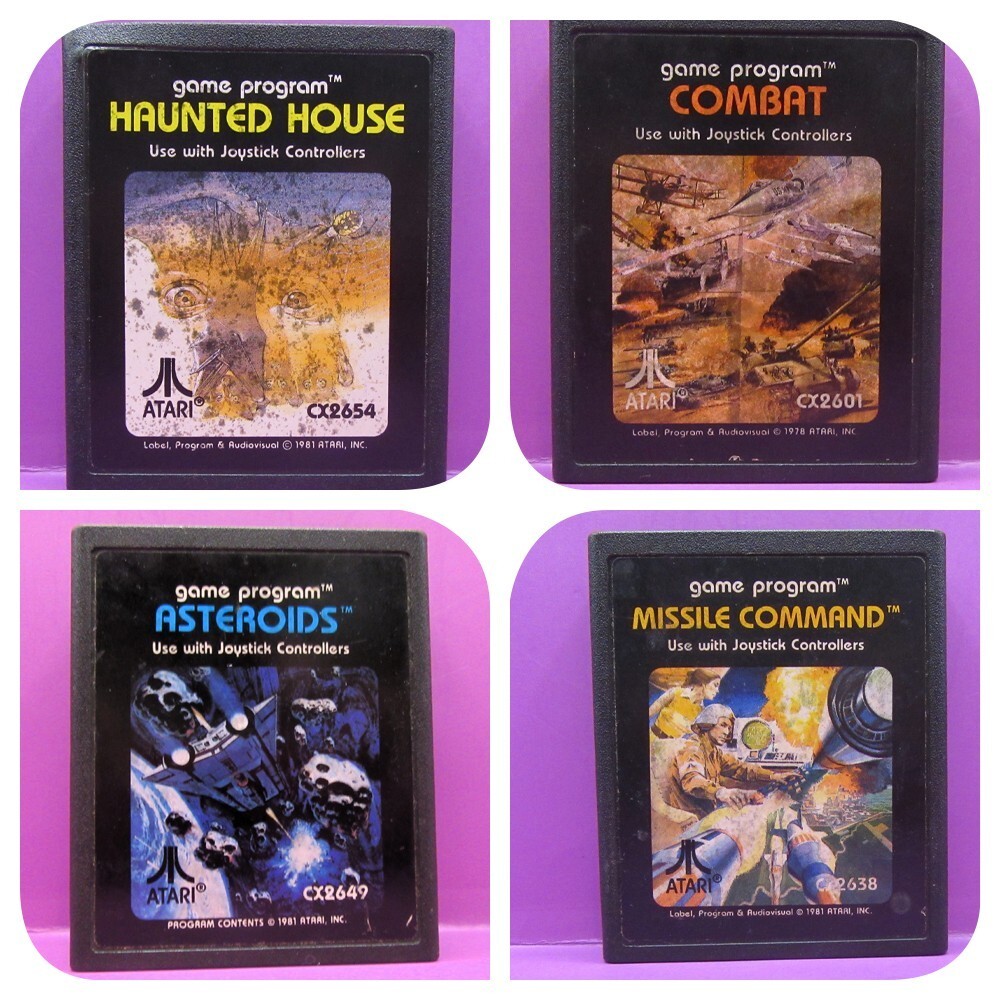 game program™
HAUNTED HOUSE
Use with Joystick Controllers
ATARI®
CX2654
Label, Program & Audiovisual © 1981 ATARI, INC.
game program™
COMBAT
Use with Joystick Controllers
ATARI®
CX2601
Label, Program & Audiovisual © 1978 ATARI, INC.
game program™
ASTEROIDS™
Use with Joystick Controllers
ATARI®
CX2649
PROGRAM CONTENTS © 1981 ATARI, INC.
game program™
MISSILE COMMAND™
Use with Joystick Controllers
ATARI®
CX2638
Label, Program & Audiovisual © 1981 ATARI, INC.